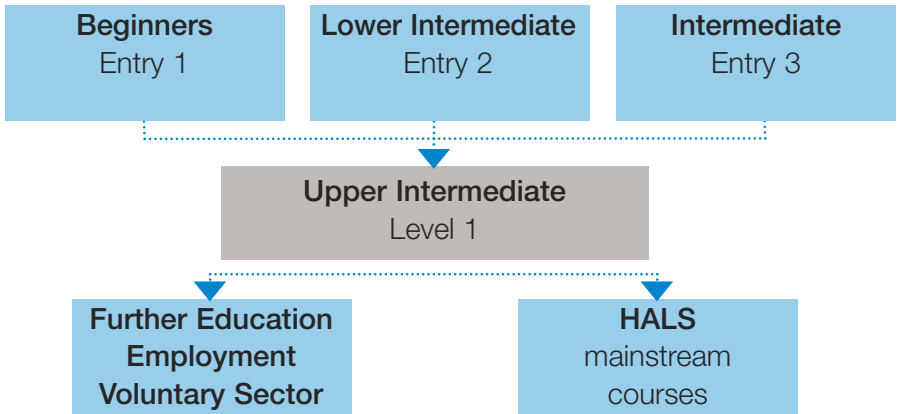 Beginners
Entry 1
Lower Intermediate
Entry 2
Intermediate
Entry 3
Upper Intermediate
Level 1
Further Education
Employment
Voluntary Sector
HALS
mainstream
courses